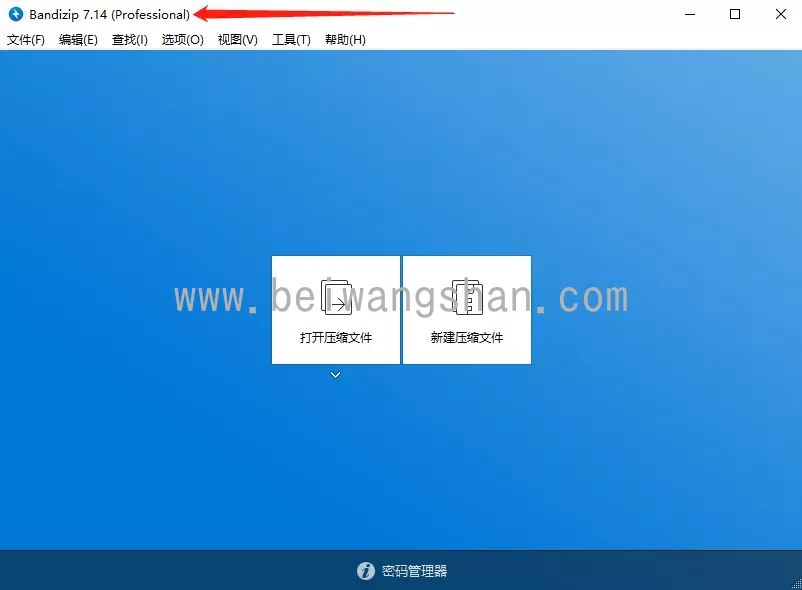 Bandizip 7.14 (Professional)
文件(F) 编辑(E) 查找(I) 选项(O) 视图(V) 工具(T) 帮助(H)
www.beiwangshan.com
打开压缩文件 新建压缩文件
密码管理器